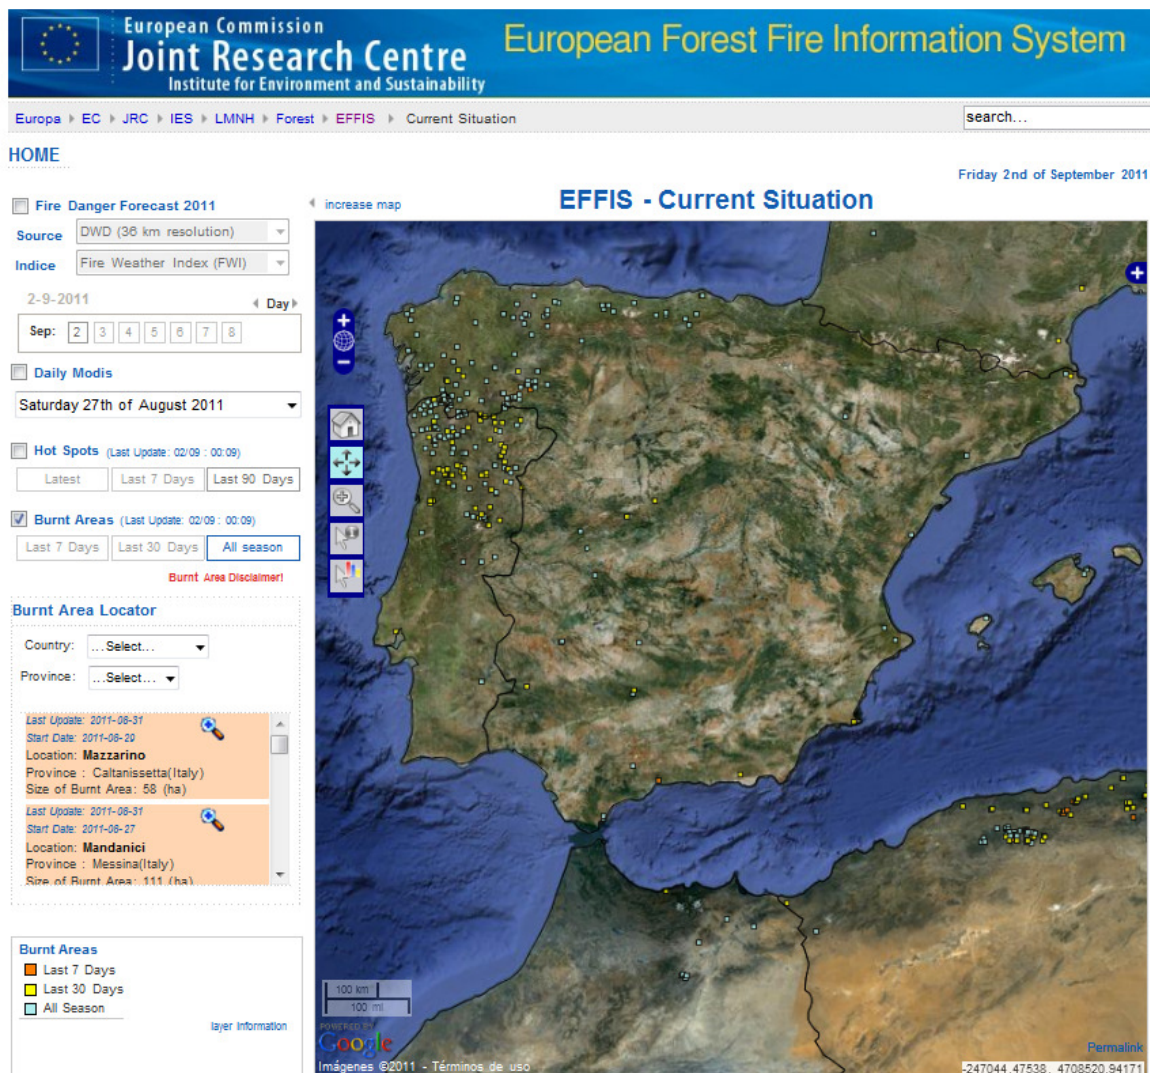 European Commission
Joint Research Centre
Institute for Environment and Sustainability
European Forest Fire Information System
Europa EC JRC IES LMNH Forest EFFIS Current Situation
search...
HOME
Friday 2nd of September 2011
Fire Danger Forecast 2011
Source DWD (36 km resolution)
Indice Fire Weather Index (FWI)
2-9-2011 Day
Sep: 2 3 4 5 6 7 8
Daily Modis
Saturday 27th of August 2011
Hot Spots (Last Update: 02/09 : 00:09)
Latest Last 7 Days Last 90 Days
Burnt Areas (Last Update: 02/09 : 00:09)
Last 7 Days Last 30 Days All season
Burnt Area Disclaimer!
Burnt Area Locator
Country: ...Select...
Province: ...Select...
Last Update: 2011-08-31
Start Date: 2011-08-29
Location: Mazzarino
Province : Caltanissetta(Italy)
Size of Burnt Area: 58 (ha)
Last Update: 2011-08-31
Start Date: 2011-08-27
Location: Mandanici
Province : Messina(Italy)
Size of Burnt Area: 111 (ha)
Burnt Areas
Last 7 Days
Last 30 Days
All Season
layer Information
increase map
EFFIS - Current Situation
100 km
100 mi
POWERED BY
Google
Imágenes ©2011 - Términos de uso
Permalink
-247044.47538, 4708520.94171